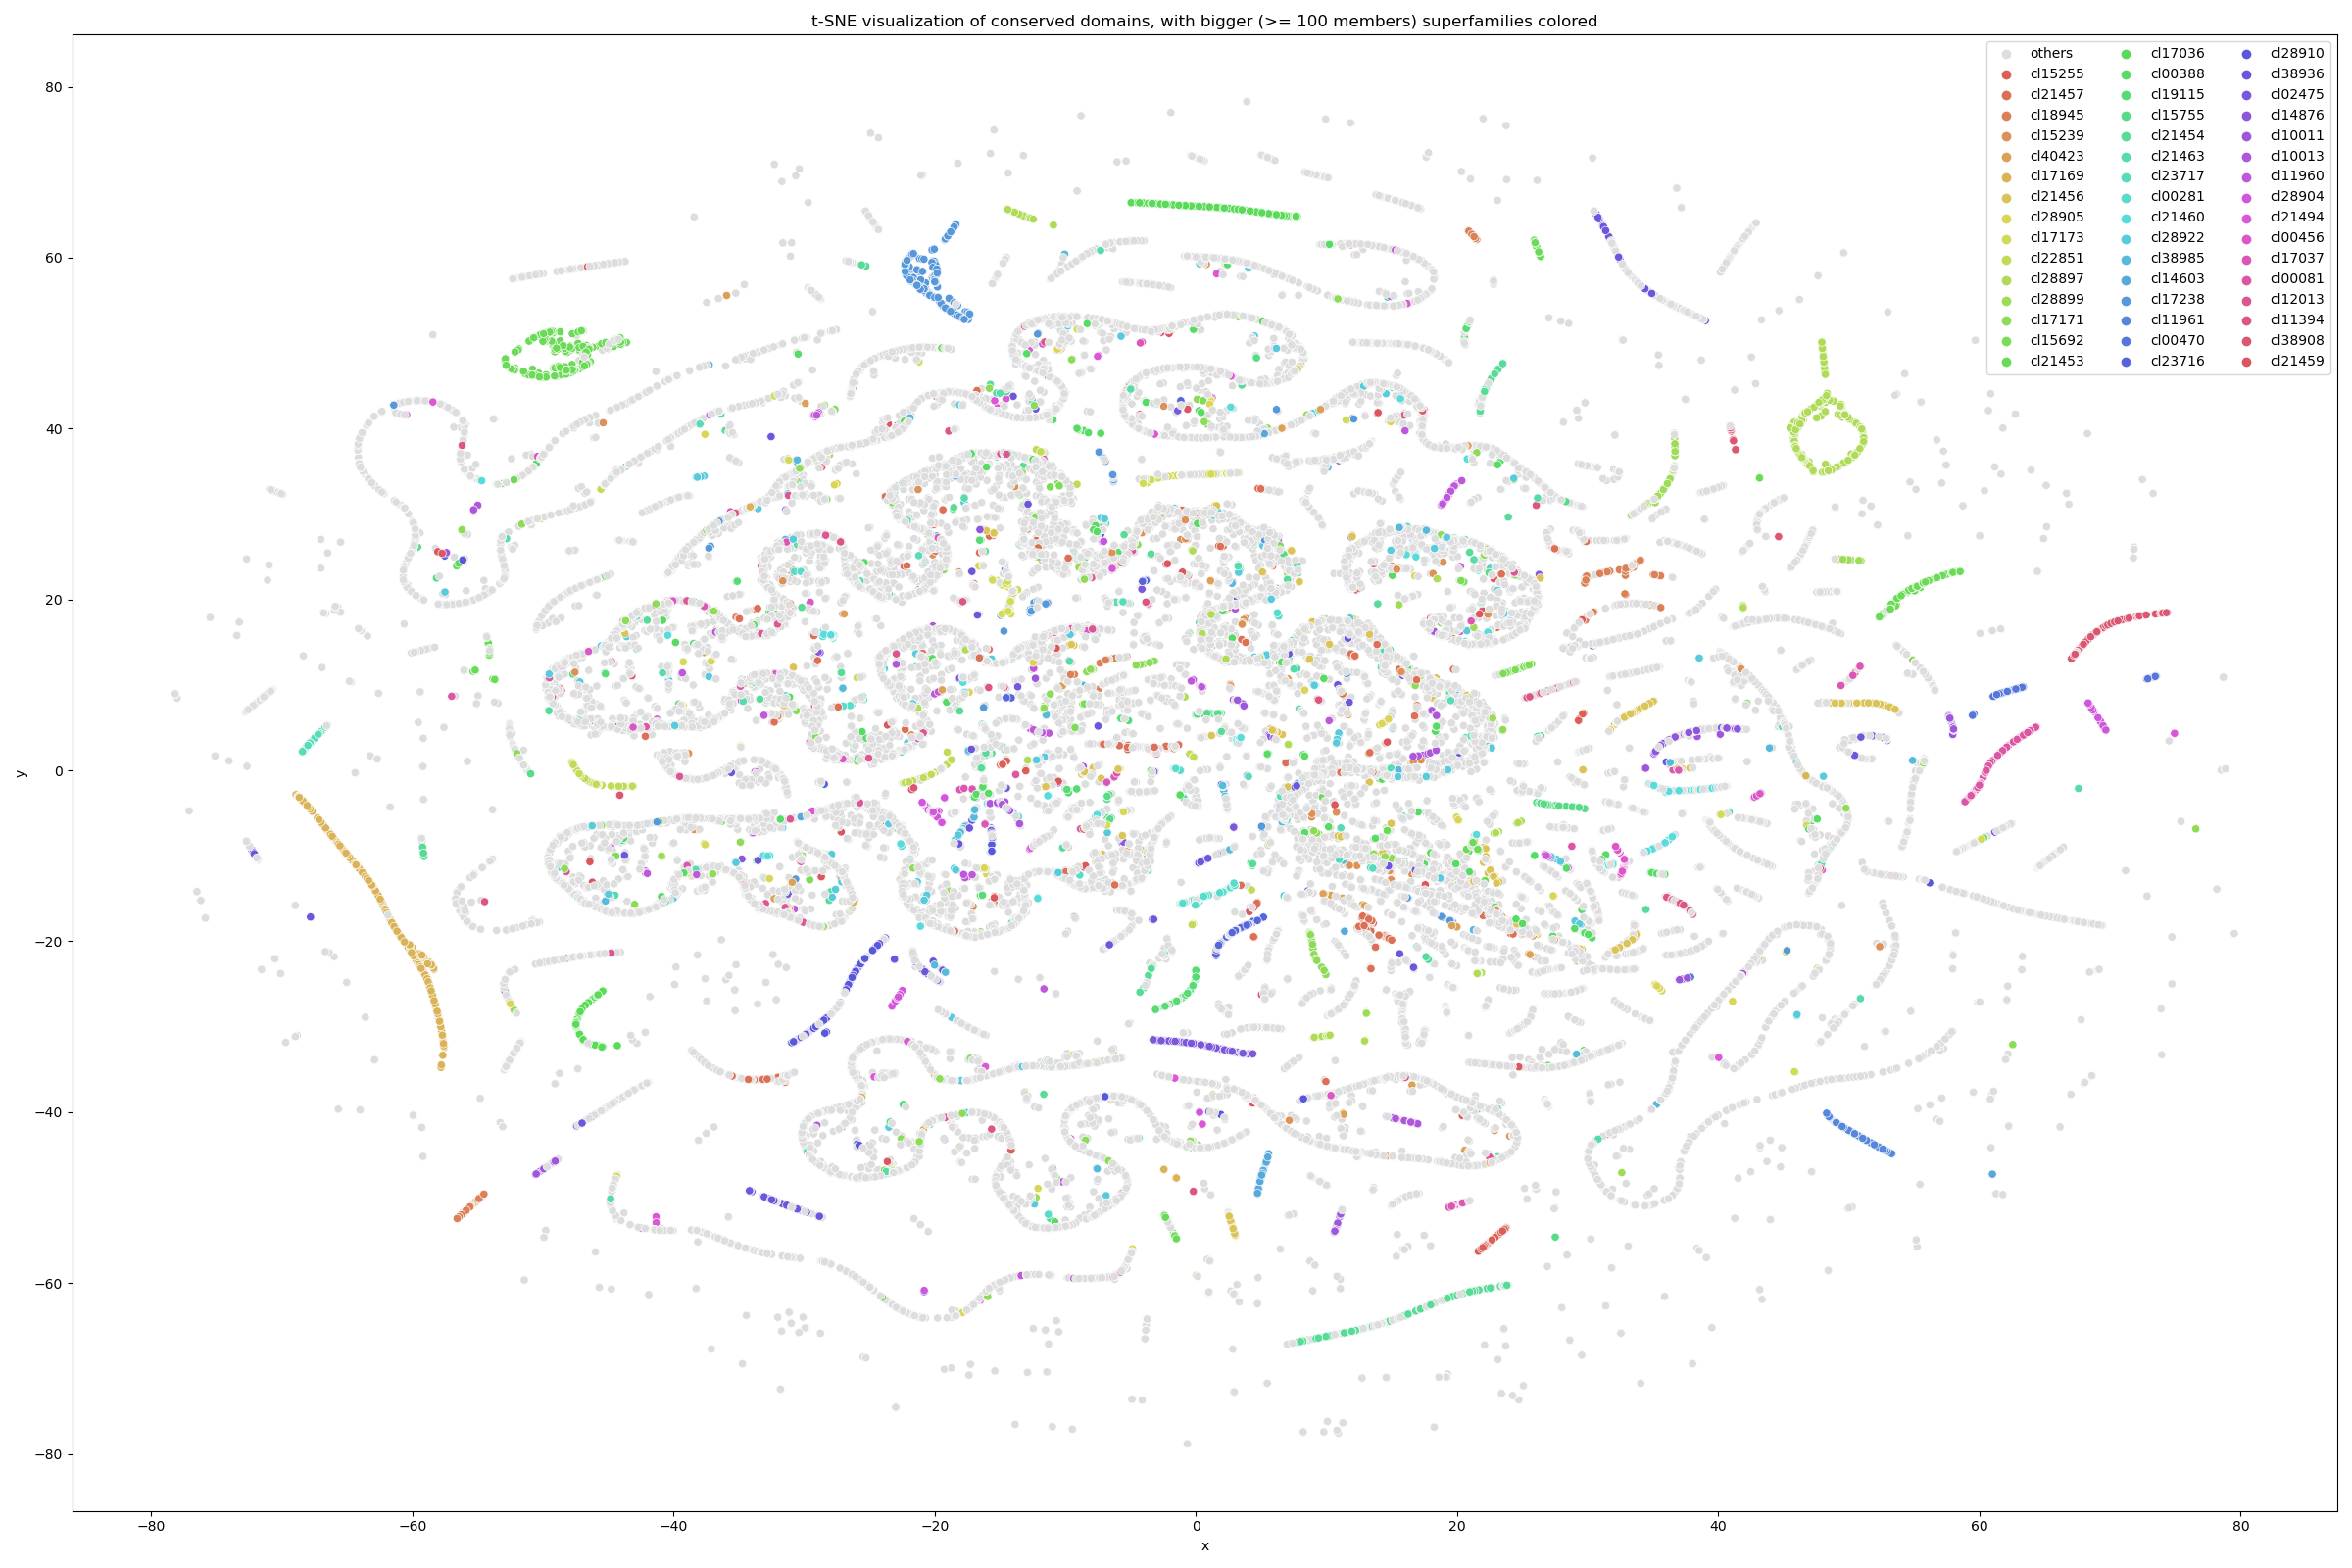 t-SNE visualization of conserved domains, with bigger (>= 100 members) superfamilies colored
others
cl15255
cl21457
cl18945
cl15239
cl40423
cl17169
cl21456
cl28905
cl17173
cl22851
cl28897
cl28899
cl17171
cl15692
cl21453
cl17036
cl00388
cl19115
cl15755
cl21454
cl21463
cl23717
cl00281
cl21460
cl28922
cl38985
cl14603
cl17238
cl11961
cl00470
cl23716
cl28910
cl38936
cl02475
cl14876
cl10011
cl10013
cl11960
cl28904
cl21494
cl00456
cl17037
cl00081
cl12013
cl11394
cl38908
cl21459
80
60
40
20
0
−20
−40
−60
−80
y
−80 −60 −40 −20 0 20 40 60 80
x